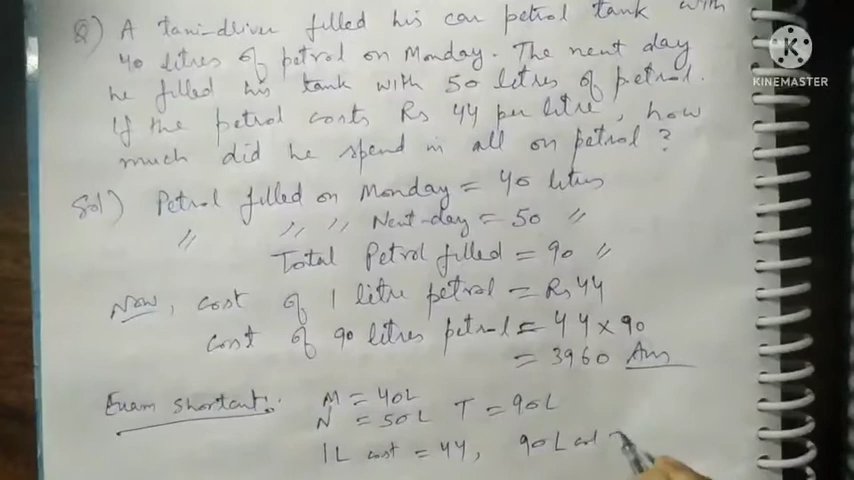 Q) A taxi-driver filled his car petrol tank with
40 litres of petrol on Monday. The next day
he filled his tank with 50 litres of petrol.
If the petrol costs Rs 44 per litre, how
much did he spend in all on petrol?
Sol) Petrol filled on Monday = 40 litres
〃 〃 〃 Next-day = 50 〃
Total Petrol filled = 90 〃
Now, cost of 1 litre petrol = Rs 44
cost of 90 litres petrol = 44 × 90
= 3960 Ans
Exam shortcut:
M = 40L
N = 50L T = 90L
1L cost = 44, 90L cost
K
KINEMASTER